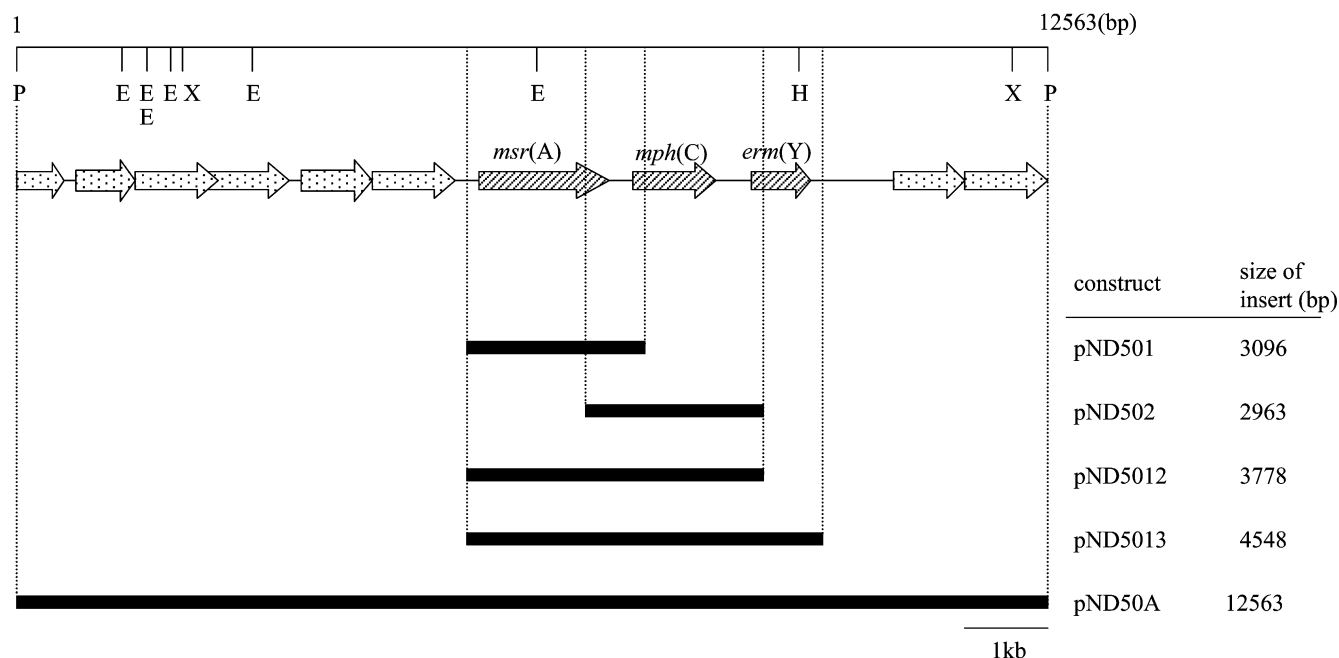 1
12563(bp)
P E E E X E E H X P
E
msr(A) mph(C) erm(Y)
construct size of
insert (bp)
pND501 3096
pND502 2963
pND5012 3778
pND5013 4548
pND50A 12563
1kb